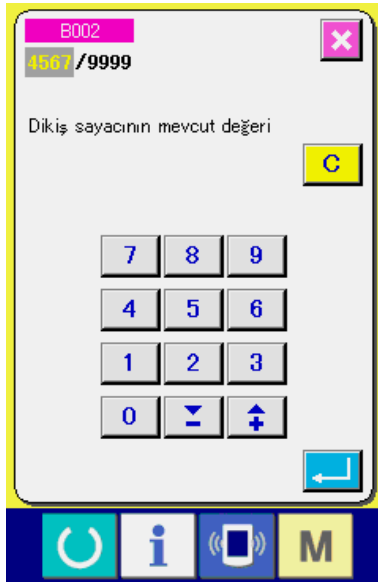 B002
4567/9999
Dikiş sayacının mevcut değeri
C
7 8 9
4 5 6
1 2 3
0
i M